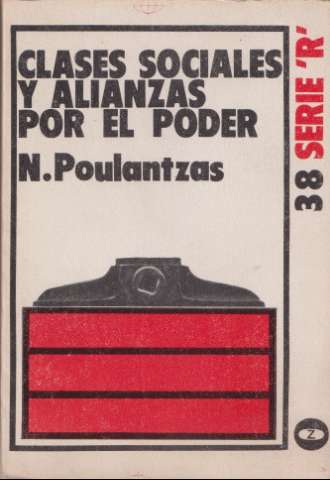 CLASES SOCIALES
Y ALIANZAS
POR EL PODER
N.Poulantzas
38 SERIE 'R'
Z